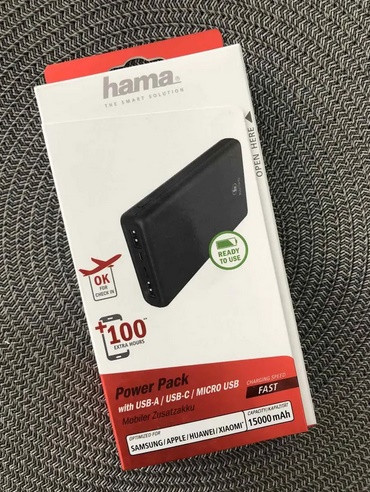 hama®
THE SMART SOLUTION
OPEN HERE
OK
FOR
CHECK IN
READY
TO USE
+100
EXTRA HOURS
Power Pack
with USB-A / USB-C / MICRO USB
Mobiler Zusatzakku
CHARGING SPEED
FAST
OPTIMIZED FOR
SAMSUNG/APPLE/HUAWEI/XIAOMI
CAPACITY/KAPAZITÄT
15000 mAh